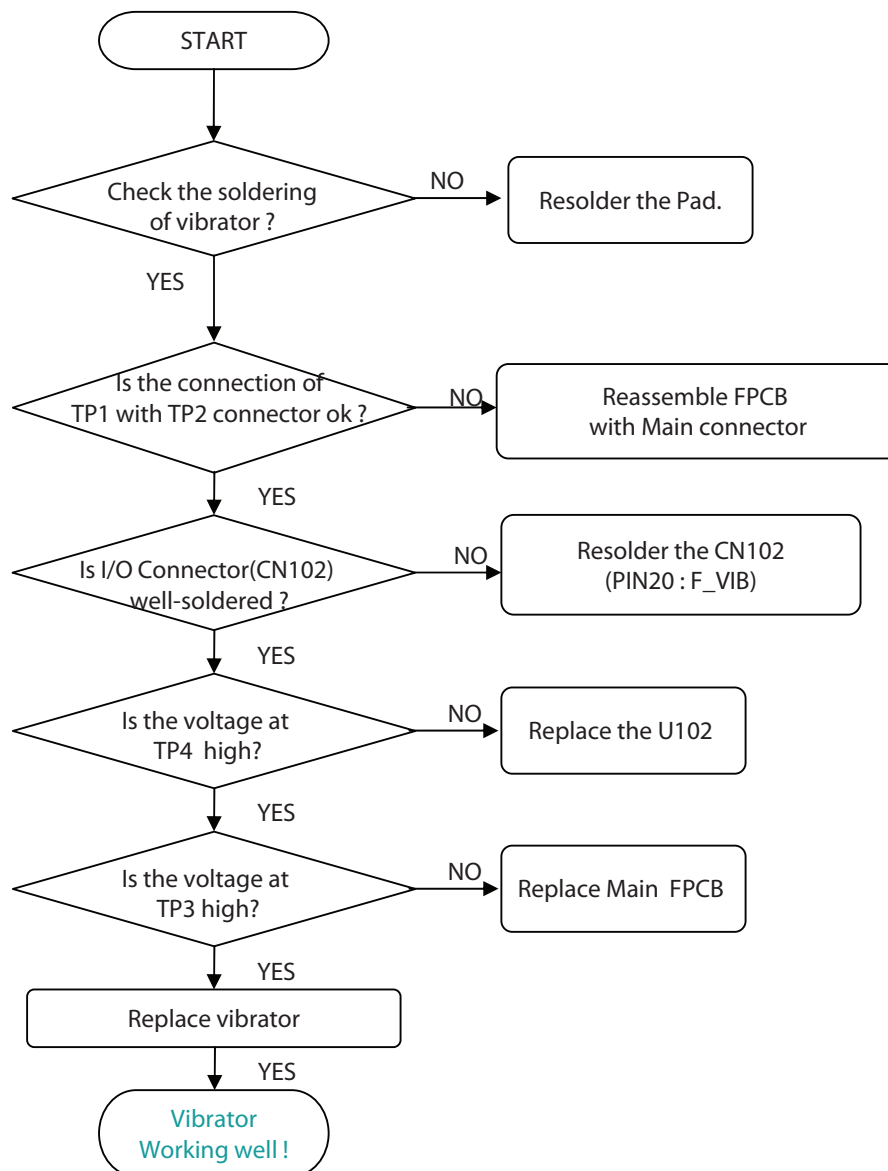 START
Check the soldering
of vibrator ?
NO
Resolder the Pad.
YES
Is the connection of
TP1 with TP2 connector ok ?
NO
Reassemble FPCB
with Main connector
YES
Is I/O Connector(CN102)
well-soldered ?
NO
Resolder the CN102
(PIN20 : F_VIB)
YES
Is the voltage at
TP4 high?
NO
Replace the U102
YES
Is the voltage at
TP3 high?
NO
Replace Main FPCB
YES
Replace vibrator
YES
Vibrator
Working well !